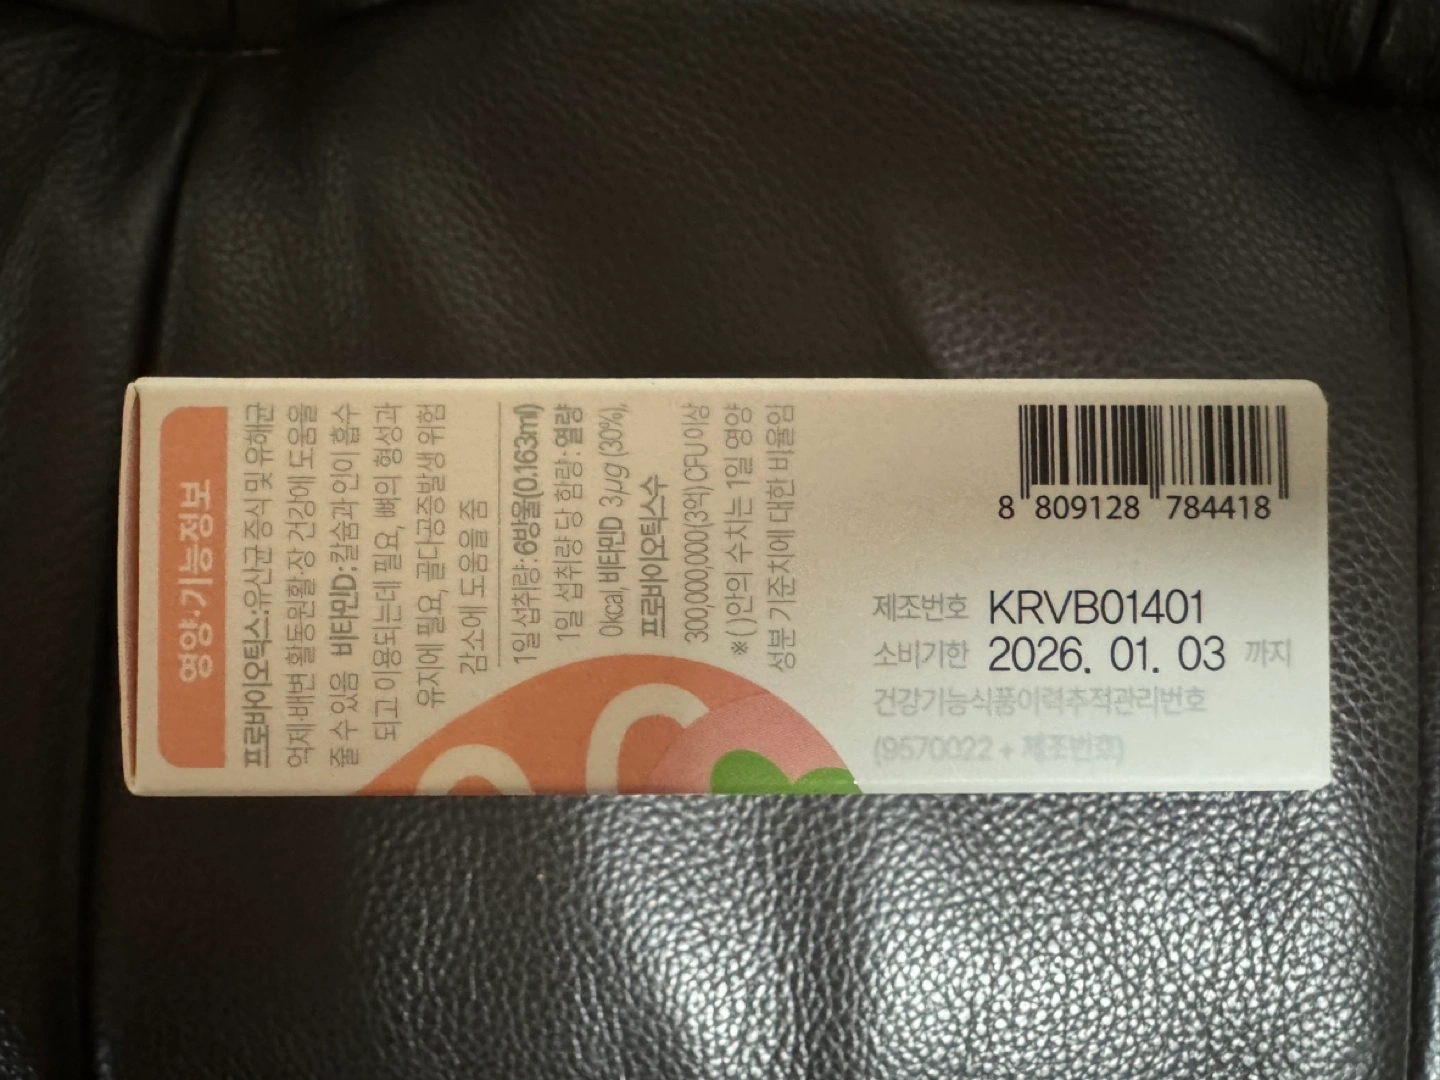 영양·기능정보
프로바이오틱스:유산균 증식 및 유해균
억제·배변 활동원활·장 건강에 도움을
줄 수 있음 비타민D:칼슘과 인이 흡수
되고 이용되는데 필요, 뼈의 형성과
유지에 필요, 골다공증발생 위험
감소에 도움을 줌
1일 섭취량: 6방울(0.163ml)
1일 섭취량 당 함량: 열량
0kcal, 비타민D 3μg (30%),
프로바이오틱스수
300,000,000(3억) CFU 이상
※( )안의 수치는 1일 영양
성분 기준치에 대한 비율임
8 809128 784418
제조번호 KRVB01401
소비기한 2026. 01. 03 까지
건강기능식품이력추적관리번호
(9570022 + 제조번호)